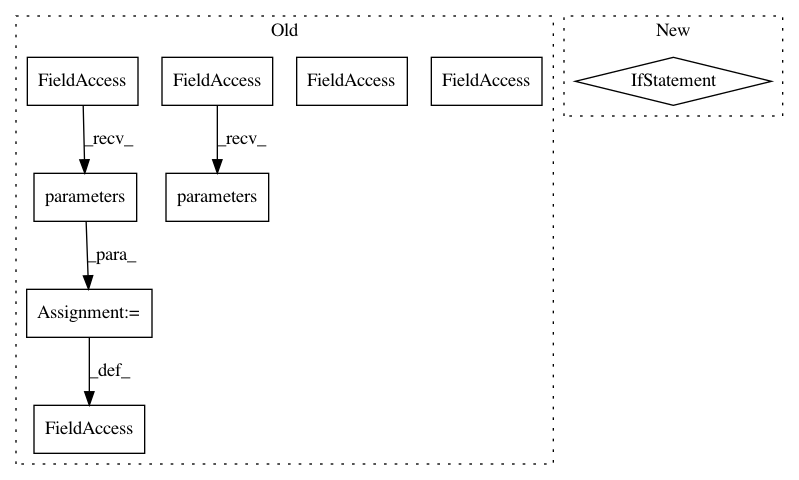 Old
New
FieldAccess
FieldAccess
FieldAccess
FieldAccess
IfStatement
_recv_
_recv_
parameters
parameters
_para_
Assignment:=
_def_
FieldAccess